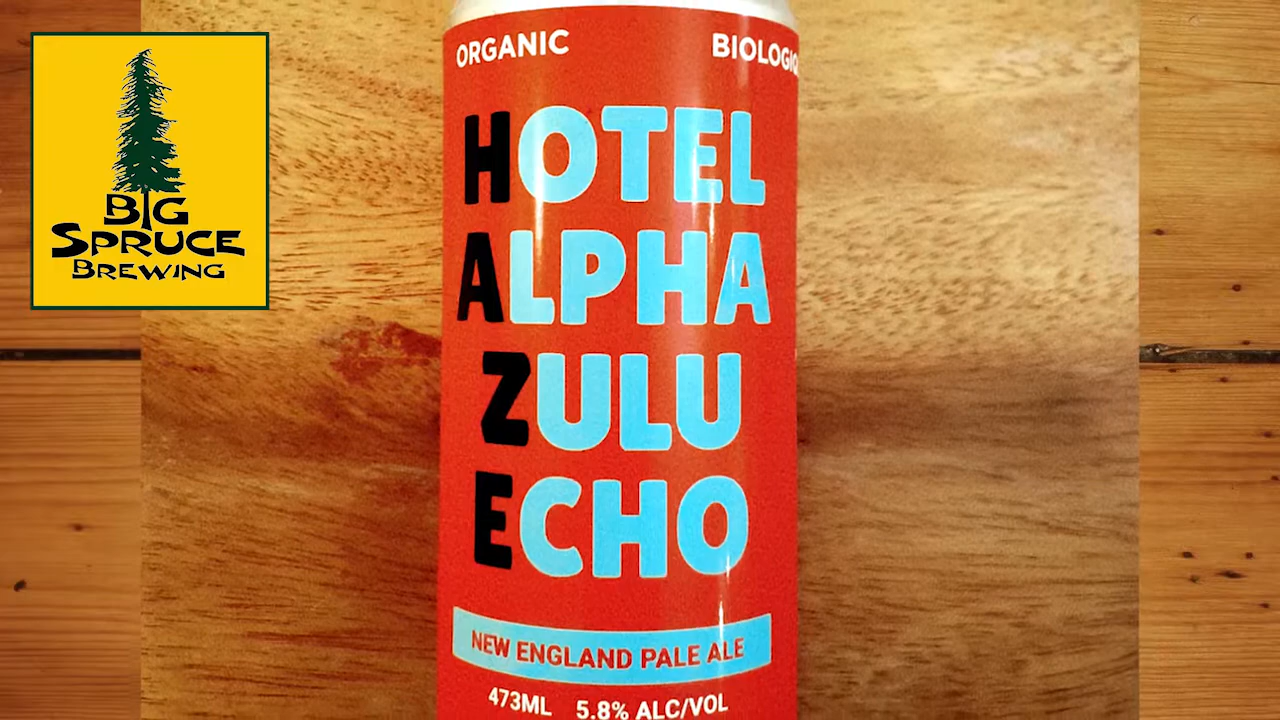 BIG
SPRUCE
BREWING
ORGANIC
HOTEL
ALPHA
ZULU
ECHO
NEW ENGLAND PALE ALE
473ML 5.8% ALC/VOL